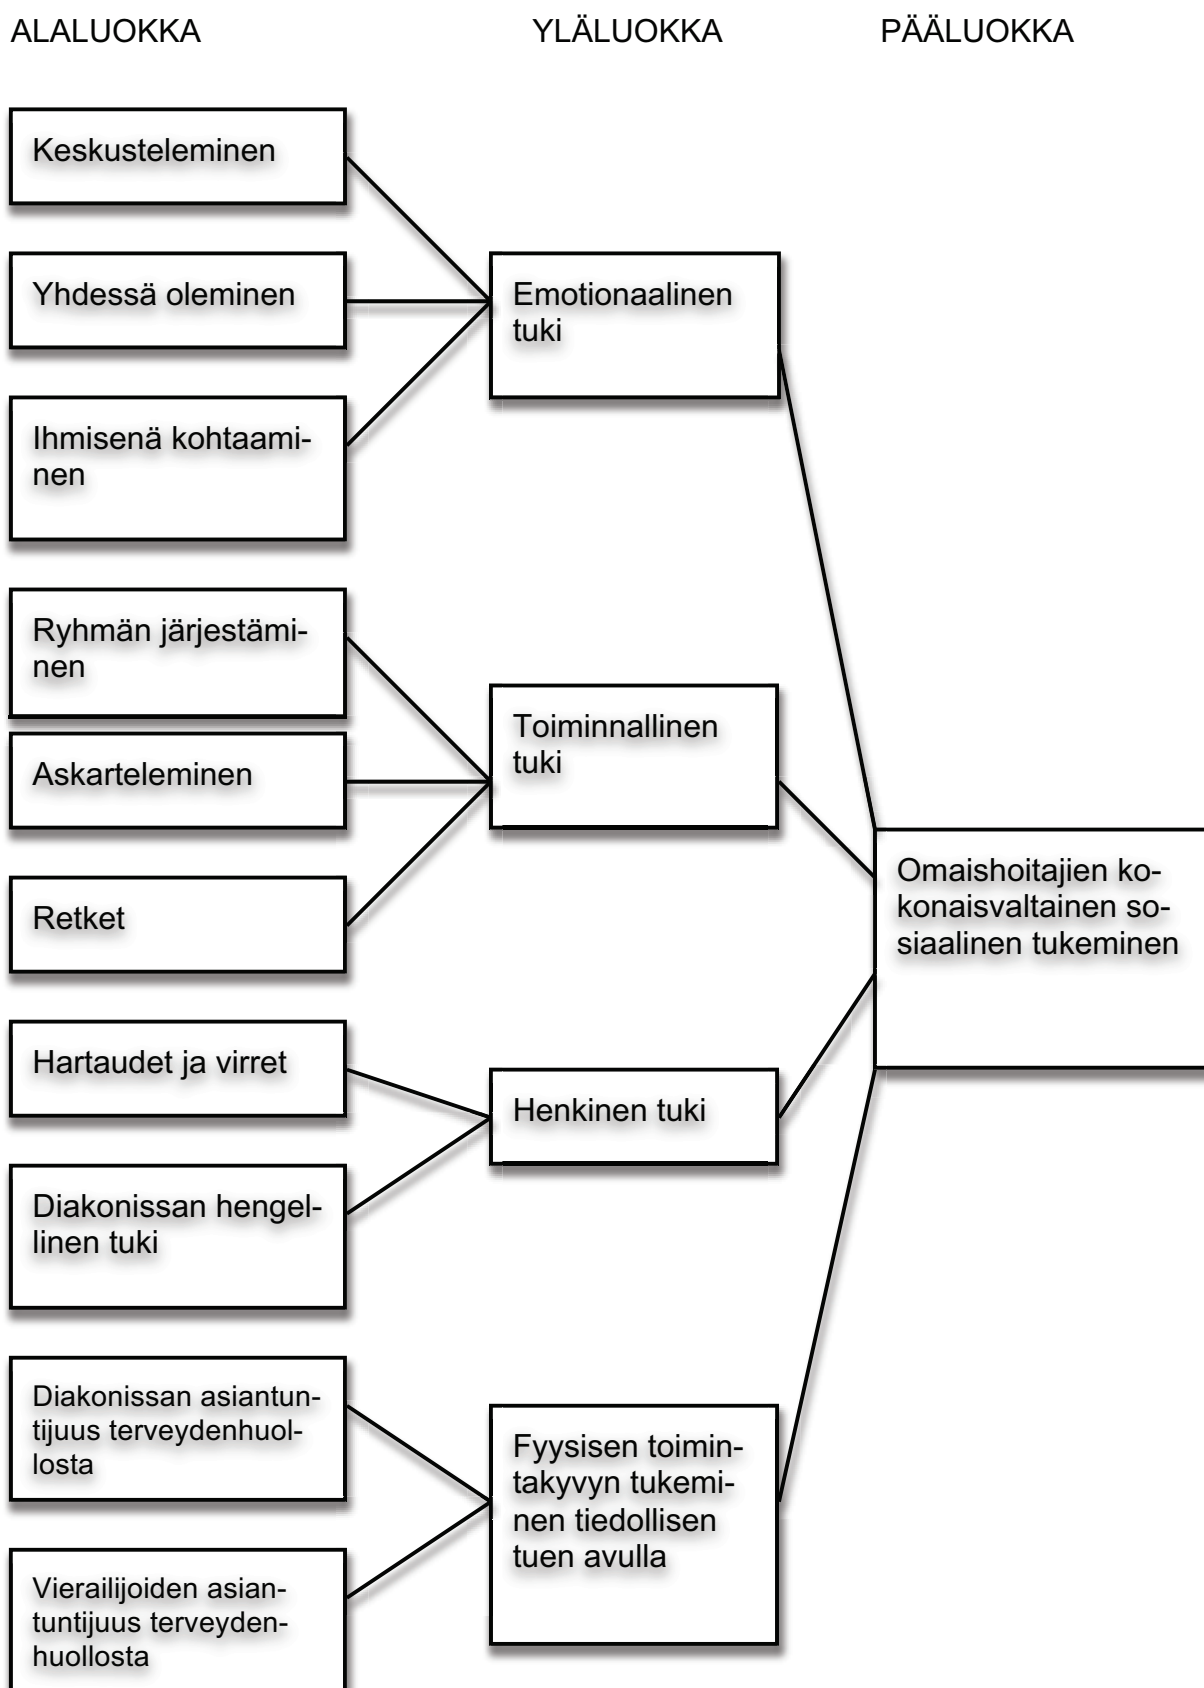 ALALUOKKA YLÄLUOKKA PÄÄLUOKKA
Keskusteleminen
Yhdessä oleminen
Ihmisenä kohtaami-
nen
Ryhmän järjestämi-
nen
Askarteleminen
Retket
Hartaudet ja virret
Diakonissan hengel-
linen tuki
Diakonissan asiantun-
tijuus terveydenhuol-
losta
Vierailijoiden asian-
tuntijuus terveyden-
huollosta
Emotionaalinen
tuki
Toiminnallinen
tuki
Henkinen tuki
Fyysisen toimin-
takyvyn tukemi-
nen tiedollisen
tuen avulla
Omaishoitajien ko-
konaisvaltainen so-
siaalinen tukeminen